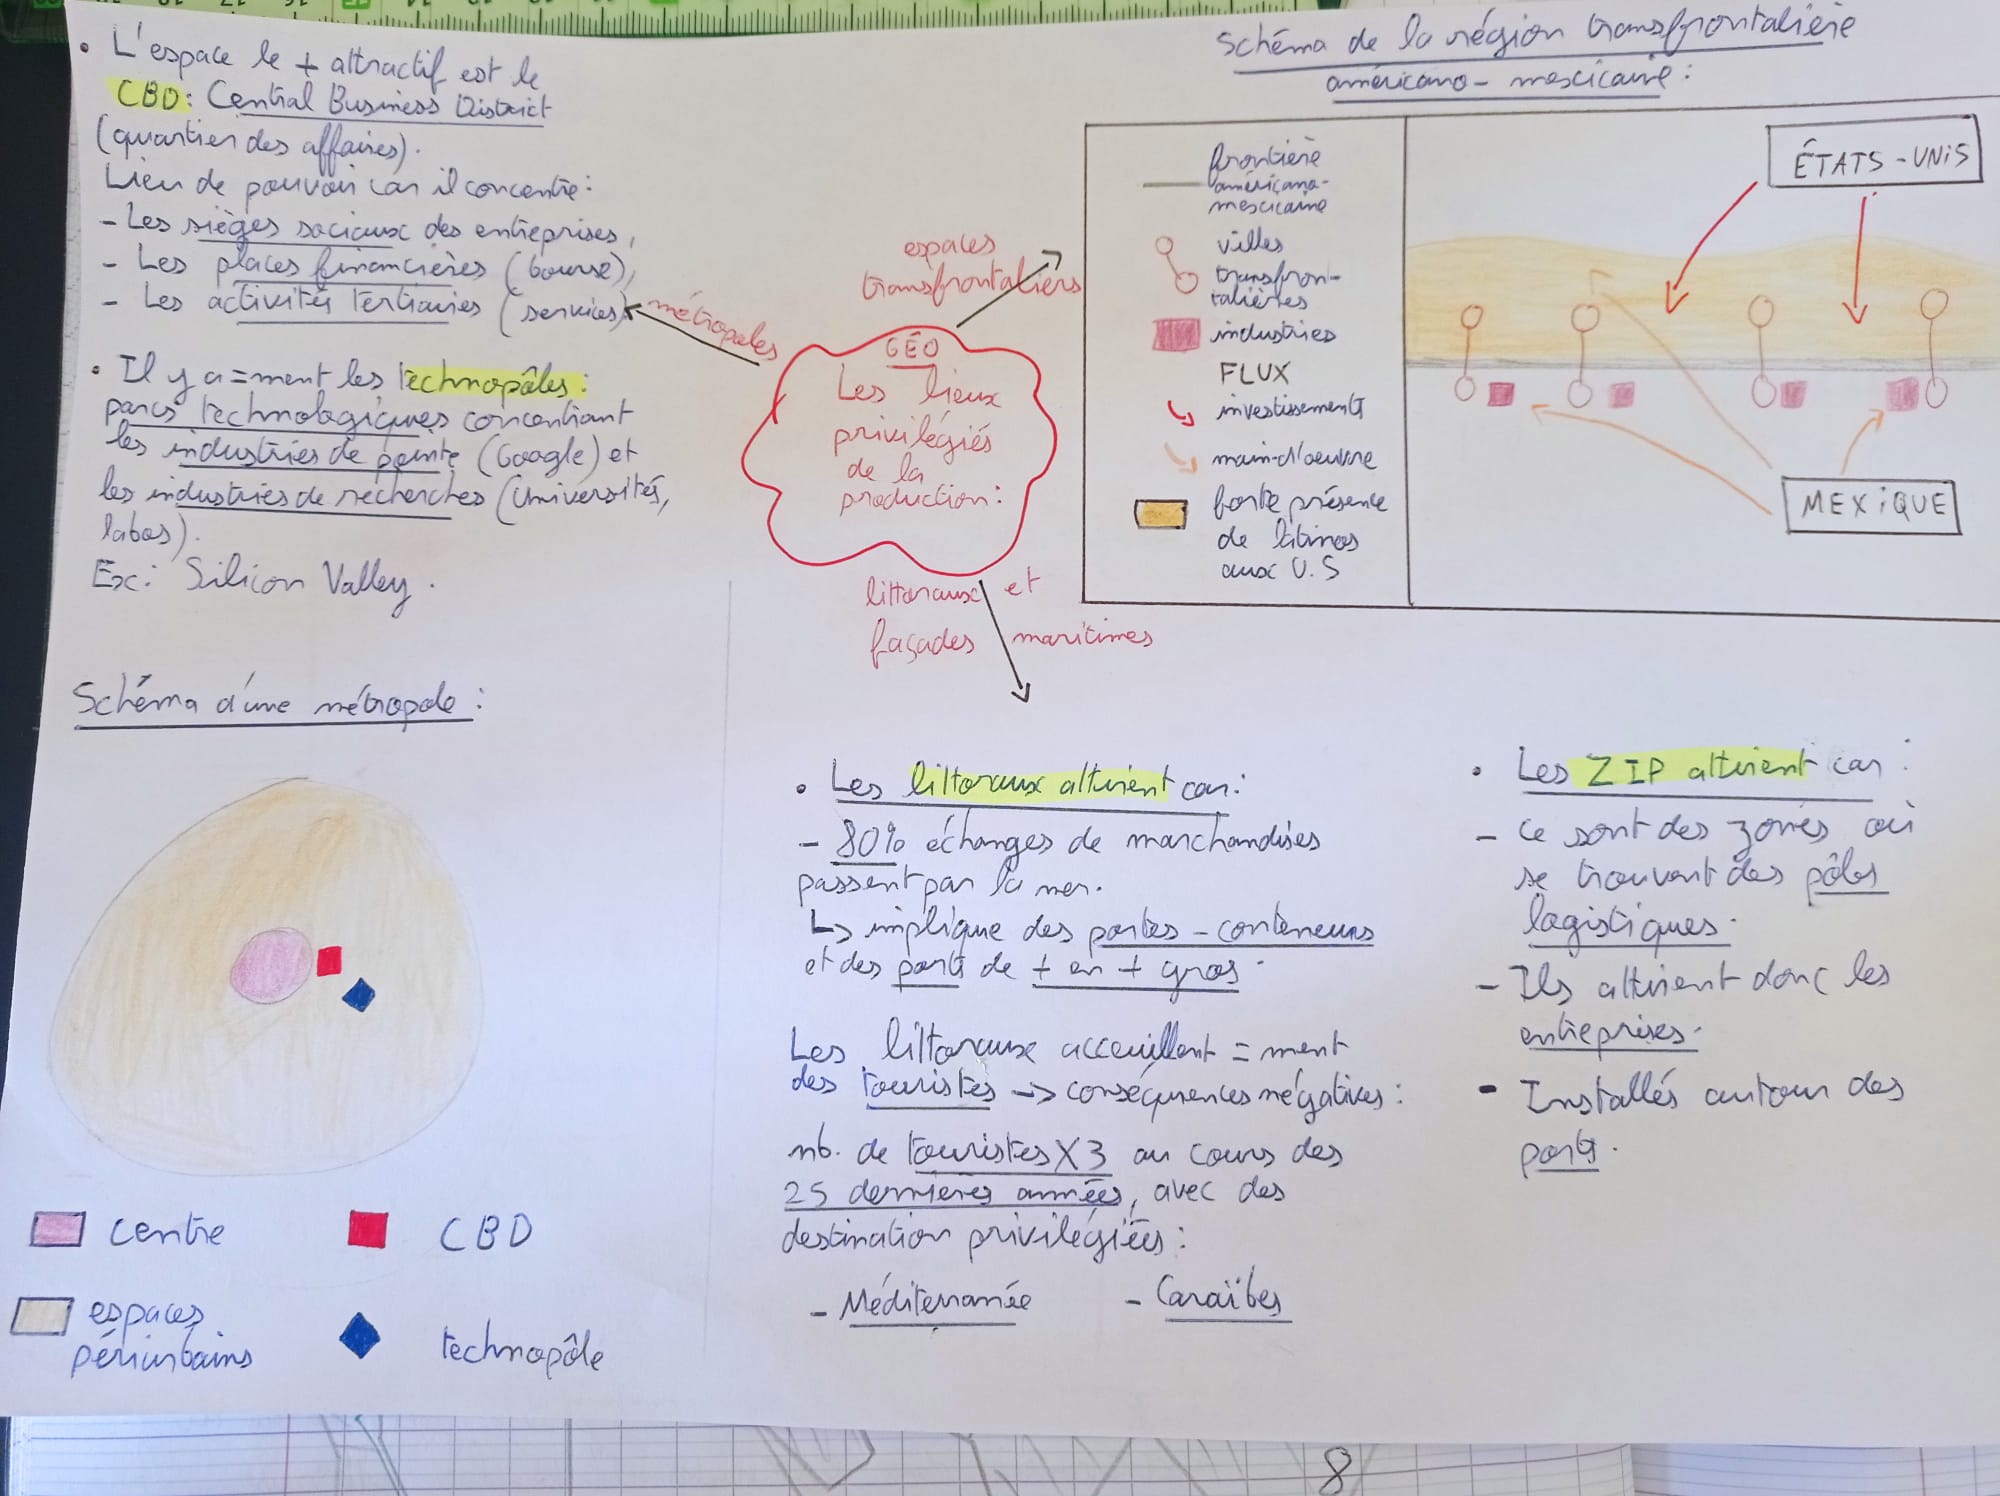 • L'espace le + attractif est le
CBD : Central Business District
(quartier des affaires).
Lieu de pouvoir car il concentre :
- Les sièges sociaux des entreprises,
- Les places financières (bourse),
- Les activités tertiaires (services)
• Il y a =ment les technopôles :
parcs technologiques concentrant
les industries de pointe (Google) et
les industries de recherches (Universités,
labos).
Ex : Silicon Valley.
Schéma d'une métropole :
centre
CBD
espaces
périurbains
technopôle
métropoles
espaces
transfrontaliers
GÉO
Les lieux
privilégiés
de la
production :
littoraux et
façades maritimes
Schéma de la région transfrontalière
américano-mexicaine :
frontière
américano-
mexicaine
villes
transfron-
talières
industries
FLUX
investissements
main-d'oeuvre
forte présence
de latinos
aux U.S
ÉTATS-UNIS
MEXIQUE
• Les littoraux attirent car :
- 80% échanges de marchandises
passent par la mer.
↳ implique des portes-conteneurs
et des ports de + en + gros.
Les littoraux acceuillent =ment
des touristes -> conséquences négatives :
nb. de touristes X3 au cours des
25 dernières années, avec des
destination privilégiées :
- Méditerranée - Caraïbes
• Les ZIP attirent car :
- Ce sont des zones où
se trouvent des pôles
logistiques.
- Ils attirent donc les
entreprises.
- Installés autour des
ports.
8